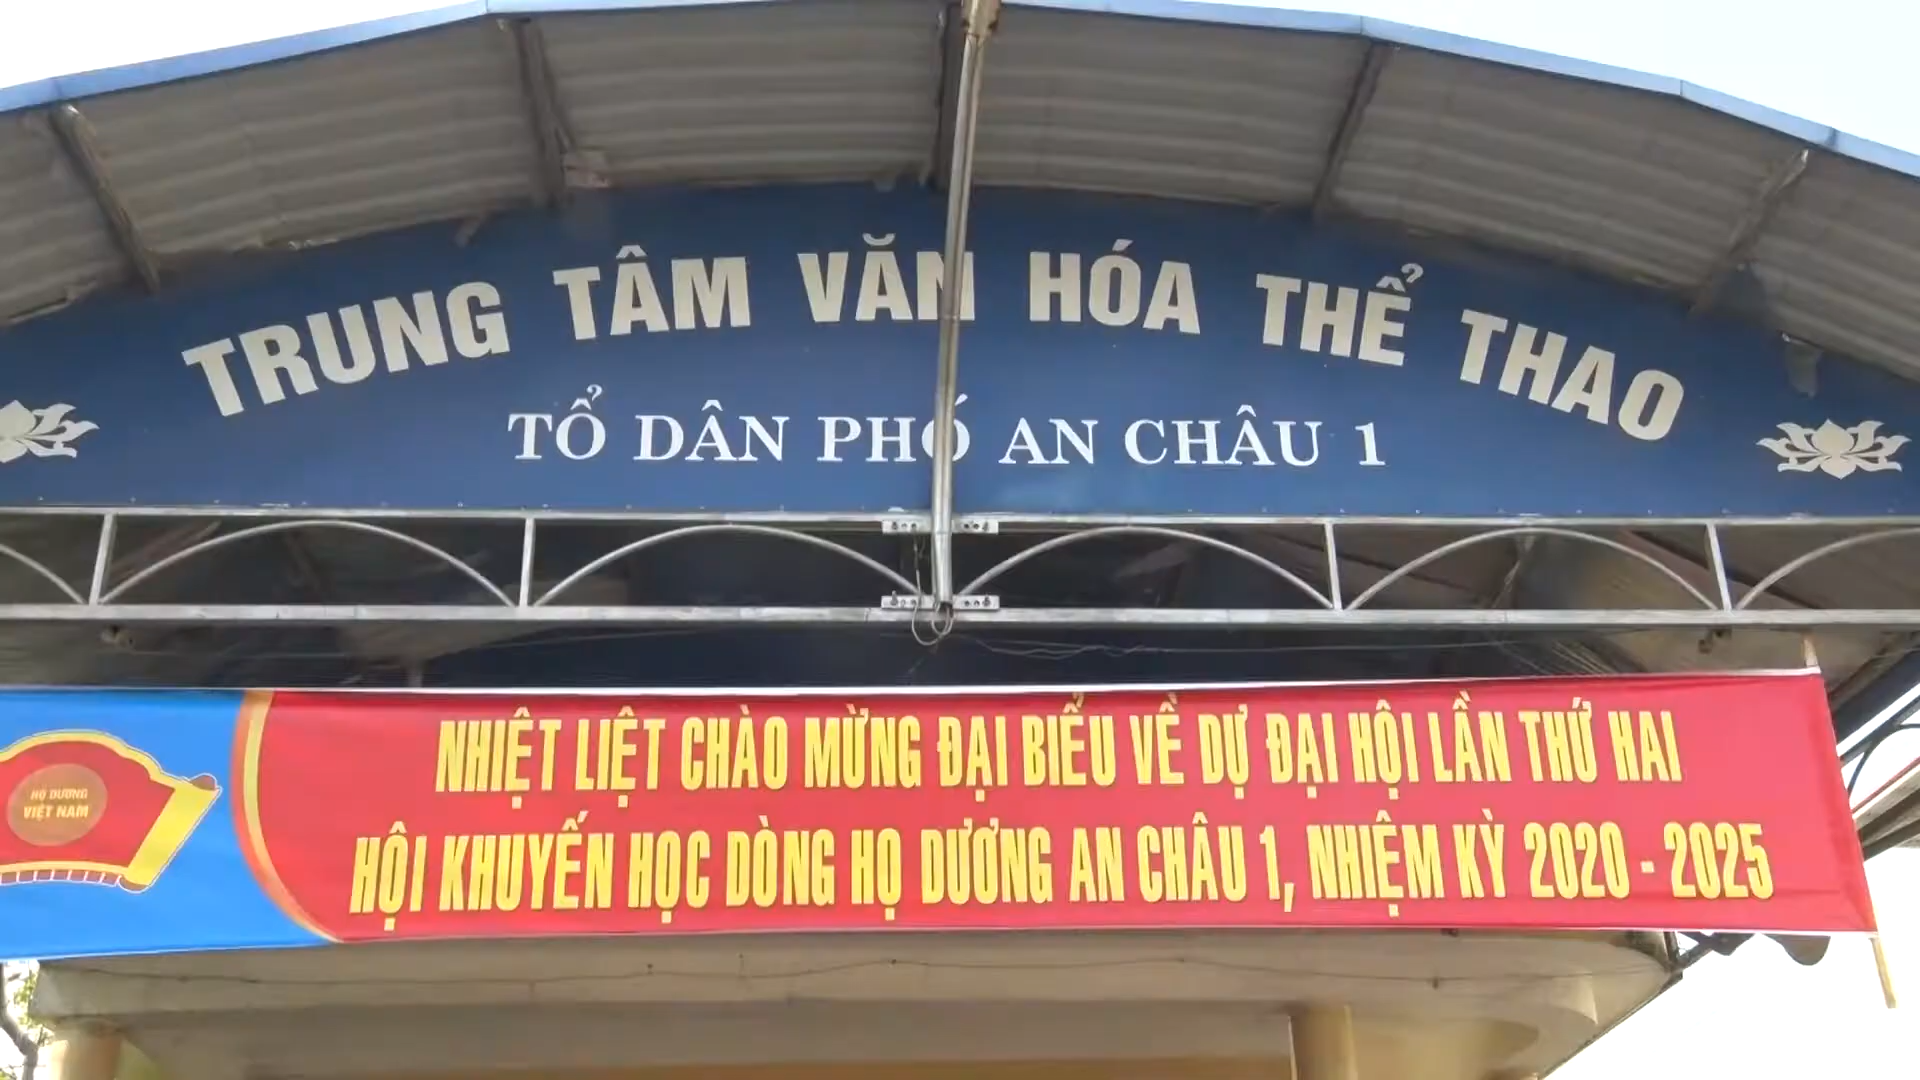 TRUNG TÂM VĂN HÓA THỂ THAO
TỔ DÂN PHỐ AN CHÂU 1
NHIỆT LIỆT CHÀO MỪNG ĐẠI BIỂU VỀ DỰ ĐẠI HỘI LẦN THỨ HAI
HỘI KHUYẾN HỌC DÒNG HỌ DƯƠNG AN CHÂU 1, NHIỆM KỲ 2020 - 2025
HỌ DƯƠNG
VIỆT NAM